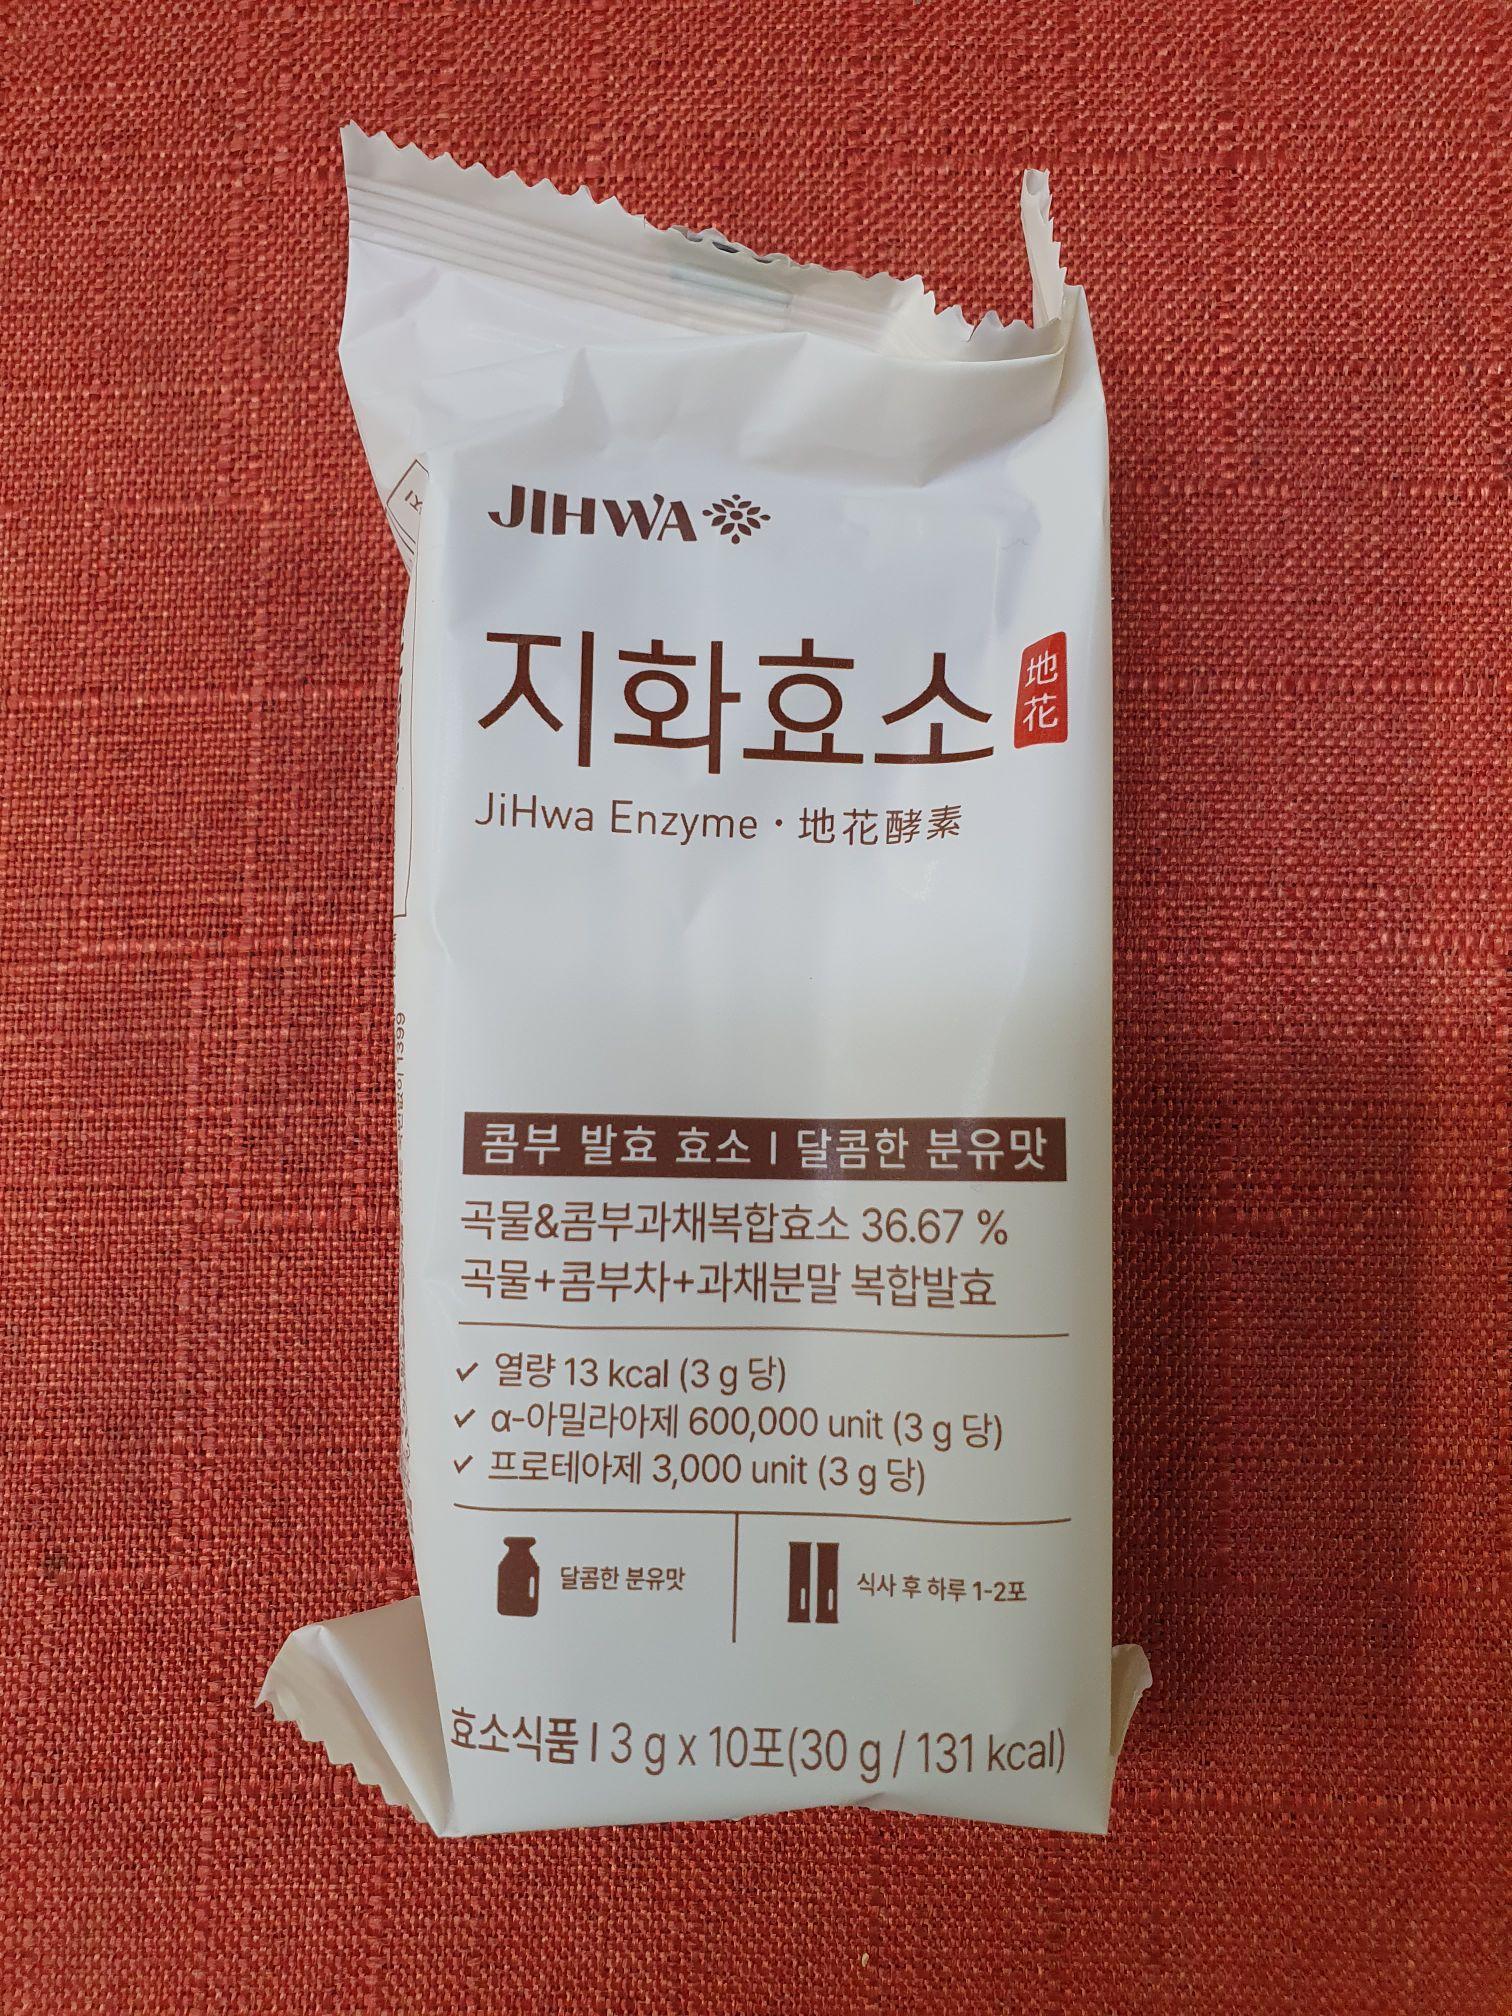 JIHWA
지화효소
地花
JiHwa Enzyme · 地花酵素
콤부 발효 효소 | 달콤한 분유맛
곡물&콤부과채복합효소 36.67 %
곡물+콤부차+과채분말 복합발효
✓ 열량 13 kcal (3 g 당)
✓ α-아밀라아제 600,000 unit (3 g 당)
✓ 프로테아제 3,000 unit (3 g 당)
달콤한 분유맛
식사 후 하루 1-2포
효소식품 | 3 g x 10포(30 g / 131 kcal)
1399